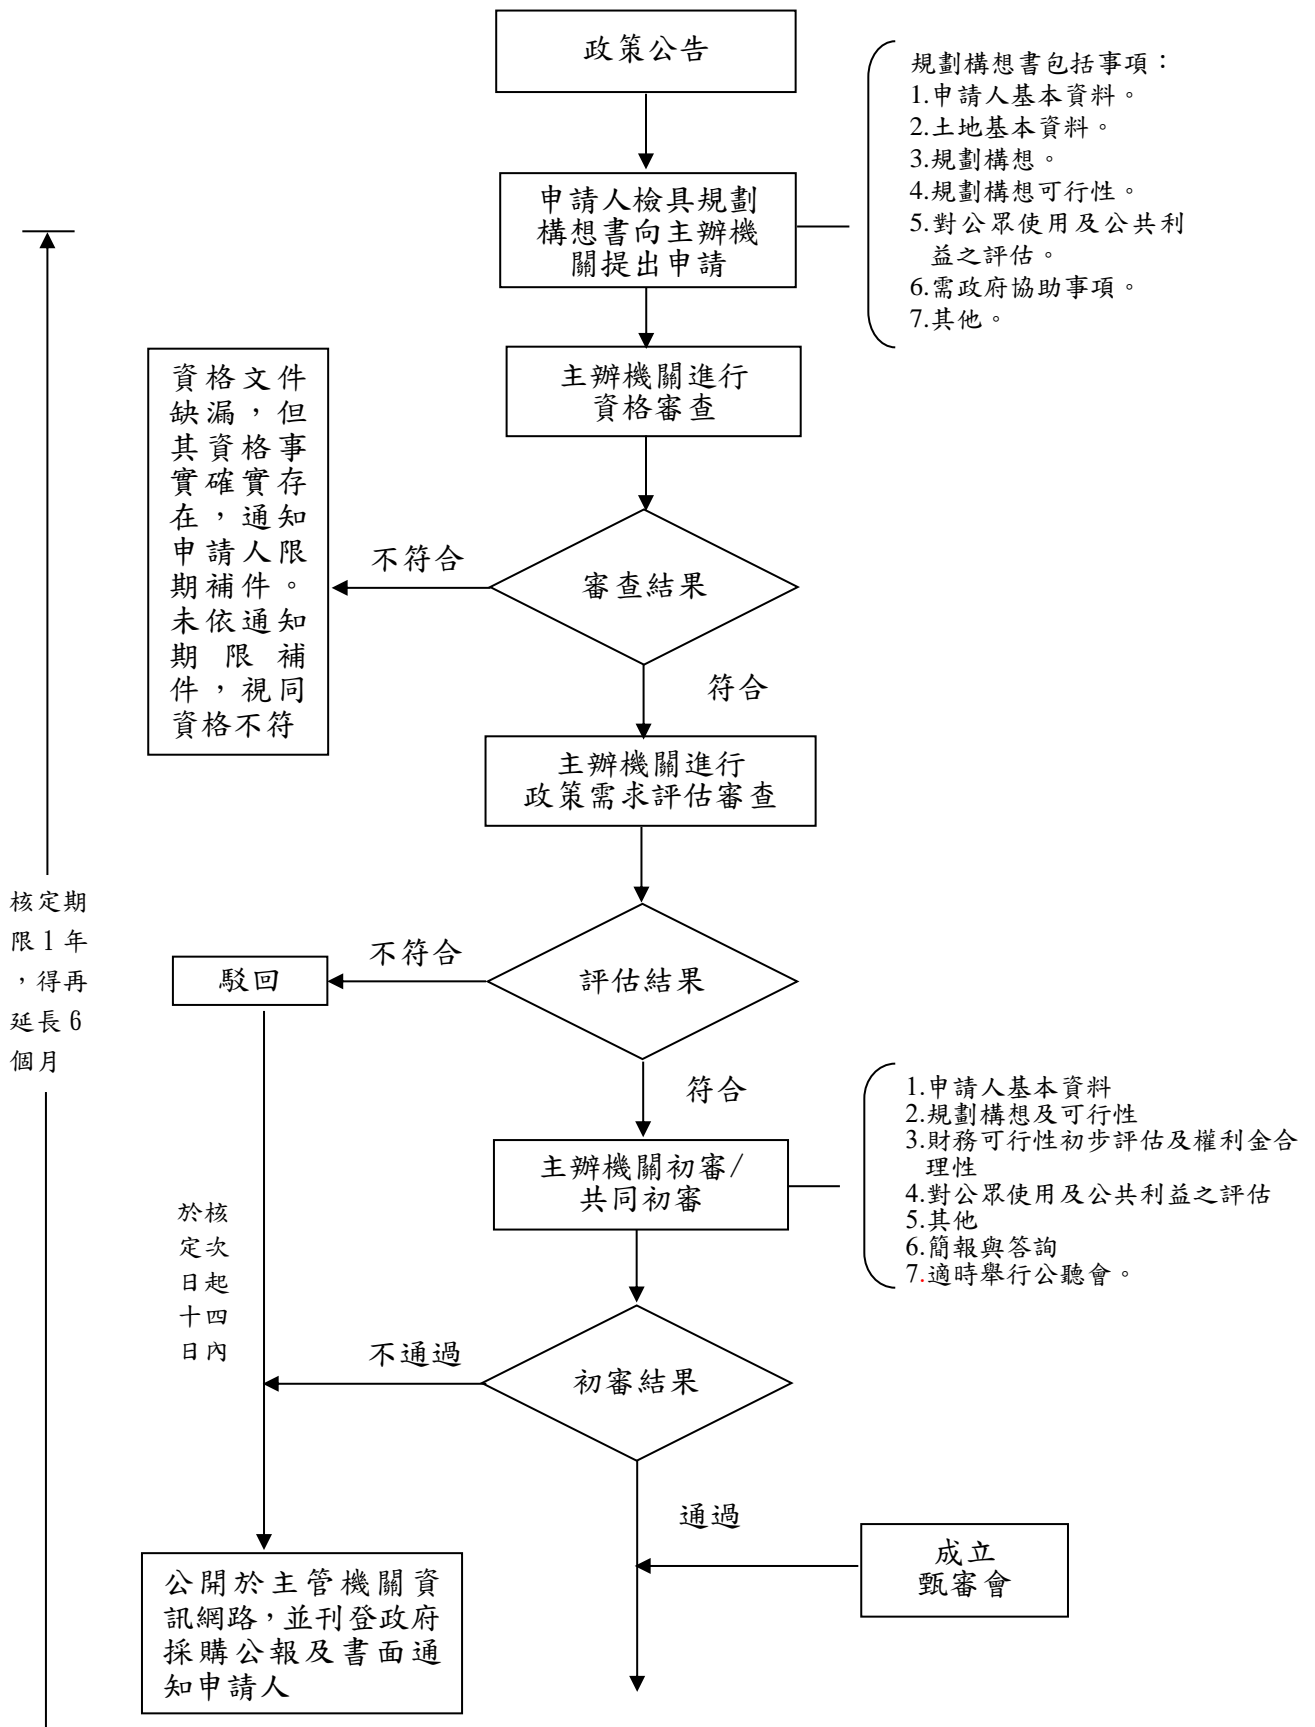 政策公告
規劃構想書包括事項：
1.申請人基本資料。
2.土地基本資料。
3.規劃構想。
4.規劃構想可行性。
5.對公眾使用及公共利
益之評估。
6.需政府協助事項。
7.其他。
申請人檢具規劃
構想書向主辦機
關提出申請
主辦機關進行
資格審查
資格文件
缺漏，但
其資格事
實確實存
在，通知
申請人限
期補件。
未依通知
期限補
件，視同
資格不符
不符合
審查結果
符合
主辦機關進行
政策需求評估審查
核定期
限1年
，得再
延長6
個月
駁回
不符合
評估結果
符合
主辦機關初審/
共同初審
1.申請人基本資料
2.規劃構想及可行性
3.財務可行性初步評估及權利金合
理性
4.對公眾使用及公共利益之評估
5.其他
6.簡報與答詢
7.適時舉行公聽會。
於核
定次
日起
十四
日內
不通過
初審結果
通過
成立
甄審會
公開於主管機關資
訊網路，並刊登政府
採購公報及書面通
知申請人